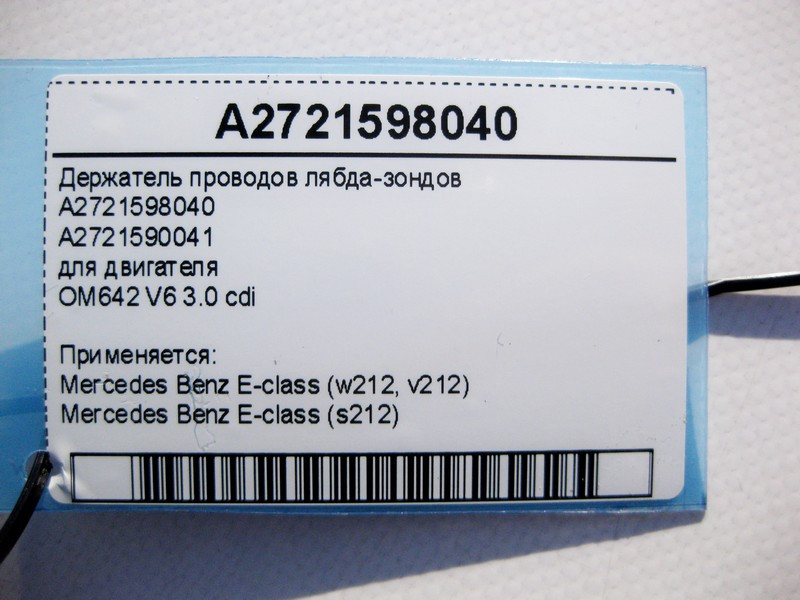 A2721598040
Держатель проводов лябда-зондов
A2721598040
A2721590041
для двигателя
OM642 V6 3.0 cdi
Применяется:
Mercedes Benz E-class (w212, v212)
Mercedes Benz E-class (s212)